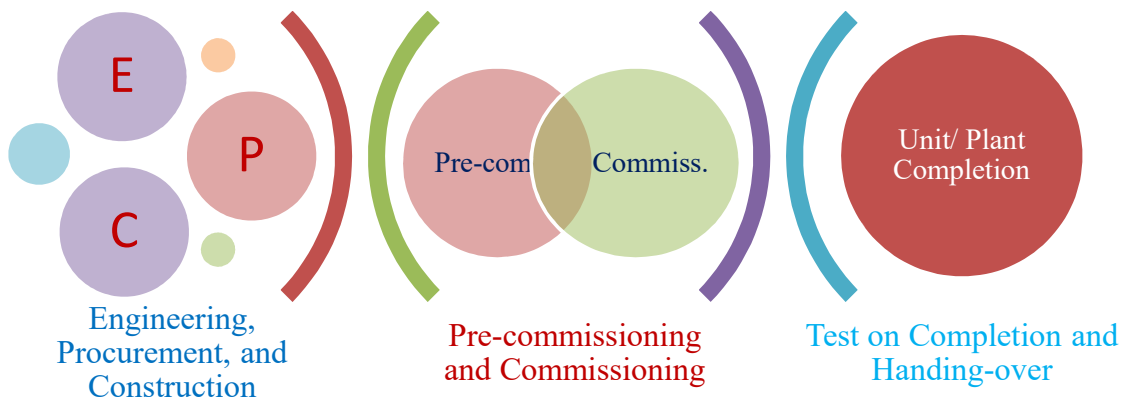 E
P
C
Engineering,
Procurement, and
Construction
Pre-com
Commiss.
Pre-commissioning
and Commissioning
Unit/ Plant
Completion
Test on Completion and
Handing-over